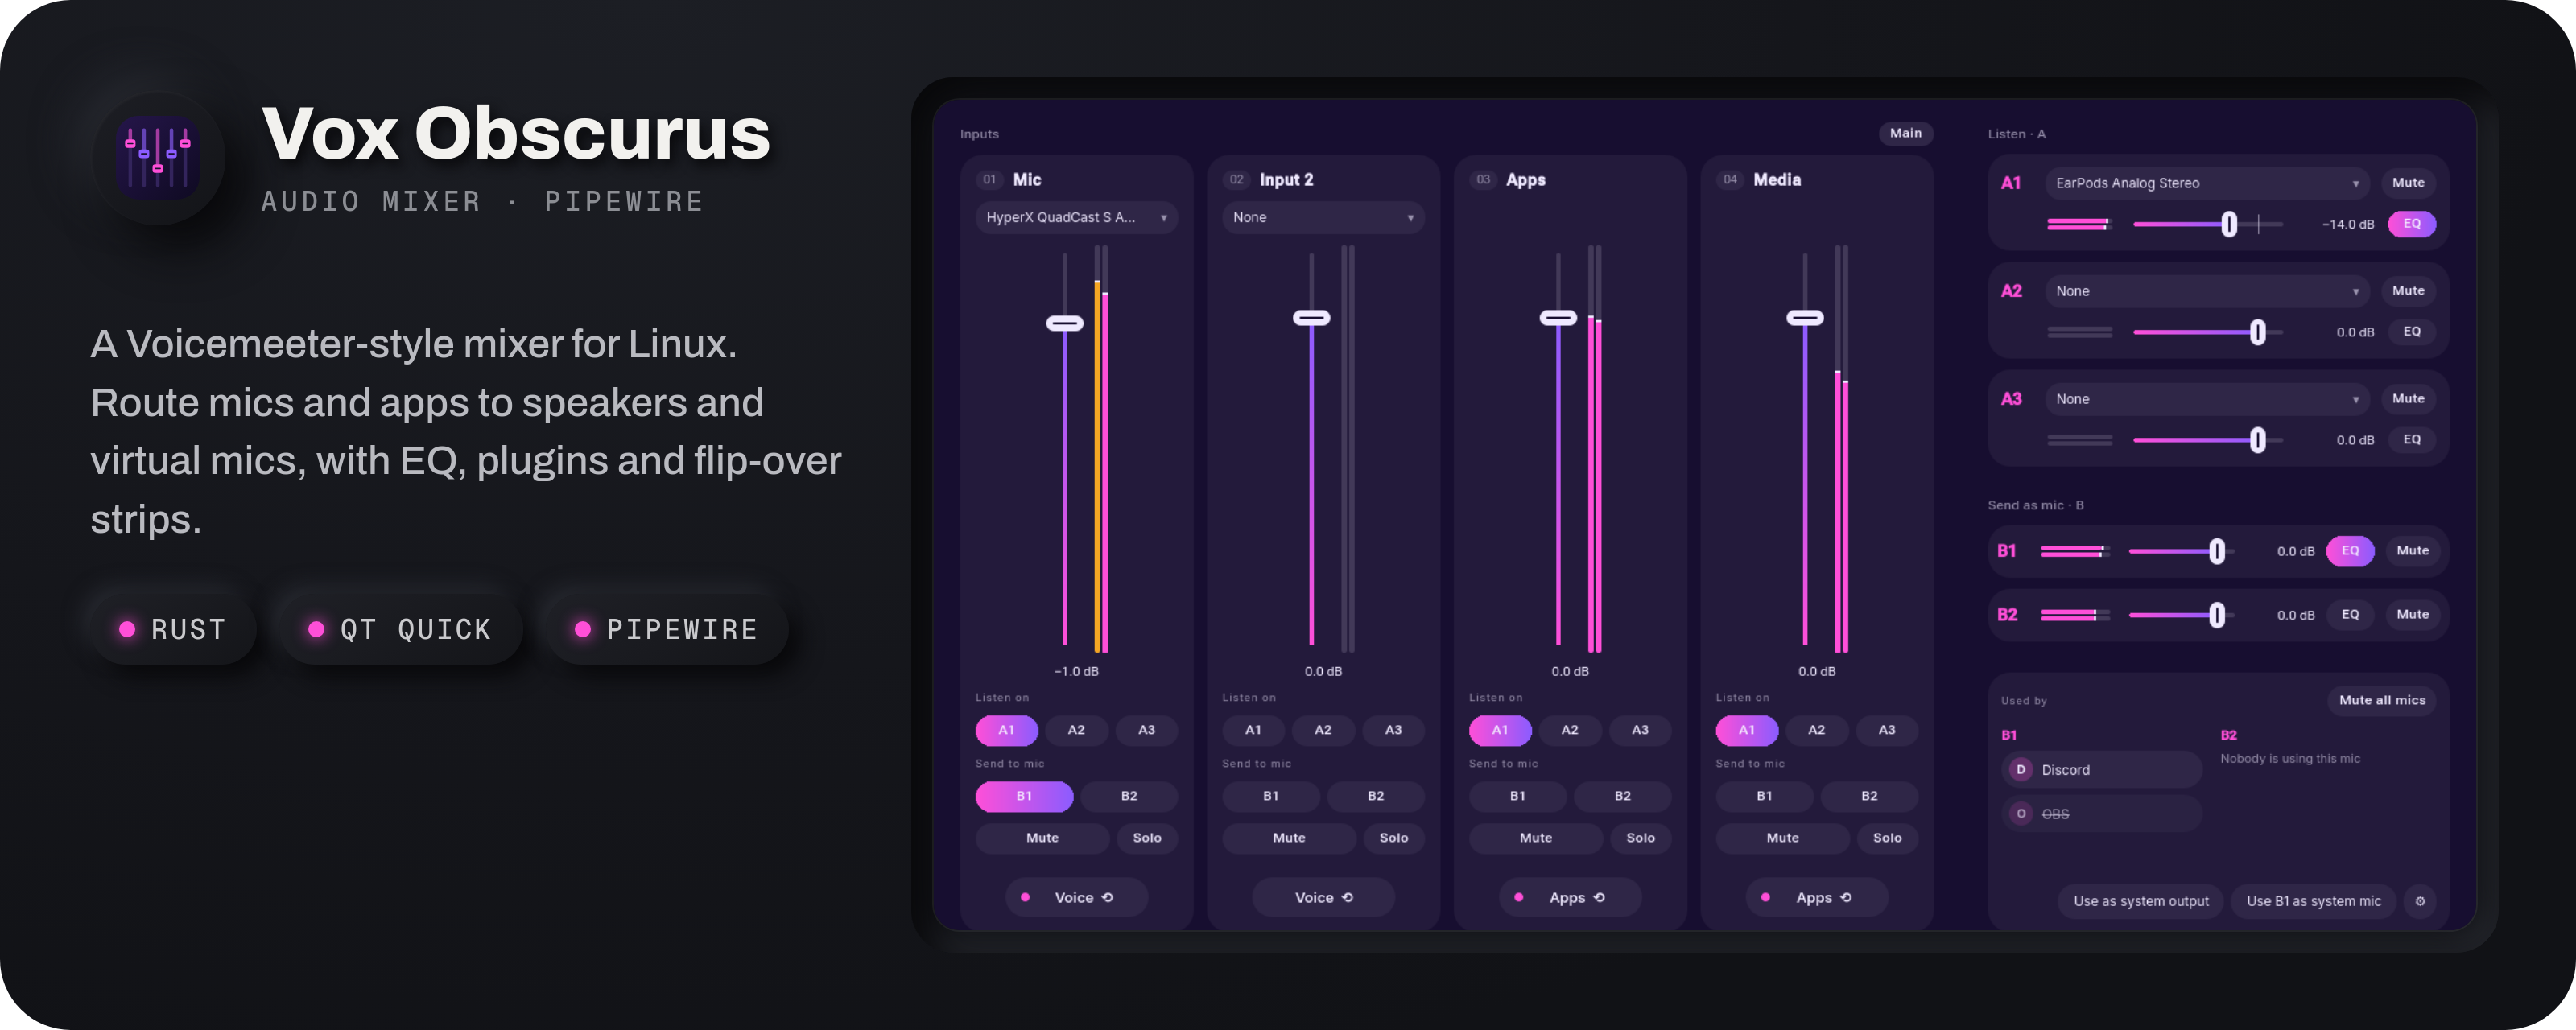 Vox Obscurus
AUDIO MIXER · PIPEWIRE
A Voicemeeter-style mixer for Linux.
Route mics and apps to speakers and
virtual mics, with EQ, plugins and flip-over
strips.
RUST
QT QUICK
PIPEWIRE
Inputs
Main
01 Mic
HyperX QuadCast S A...
−1.0 dB
Listen on
A1 A2 A3
Send to mic
B1 B2
Mute Solo
Voice ⟲
02 Input 2
None
0.0 dB
Listen on
A1 A2 A3
Send to mic
B1 B2
Mute Solo
Voice ⟲
03 Apps
0.0 dB
Listen on
A1 A2 A3
Send to mic
B1 B2
Mute Solo
Apps ⟲
04 Media
0.0 dB
Listen on
A1 A2 A3
Send to mic
B1 B2
Mute Solo
Apps ⟲
Listen · A
A1 EarPods Analog Stereo Mute
−14.0 dB EQ
A2 None Mute
0.0 dB EQ
A3 None Mute
0.0 dB EQ
Send as mic · B
B1 0.0 dB EQ Mute
B2 0.0 dB EQ Mute
Used by
Mute all mics
B1
D Discord
O OBS
B2
Nobody is using this mic
Use as system output
Use B1 as system mic